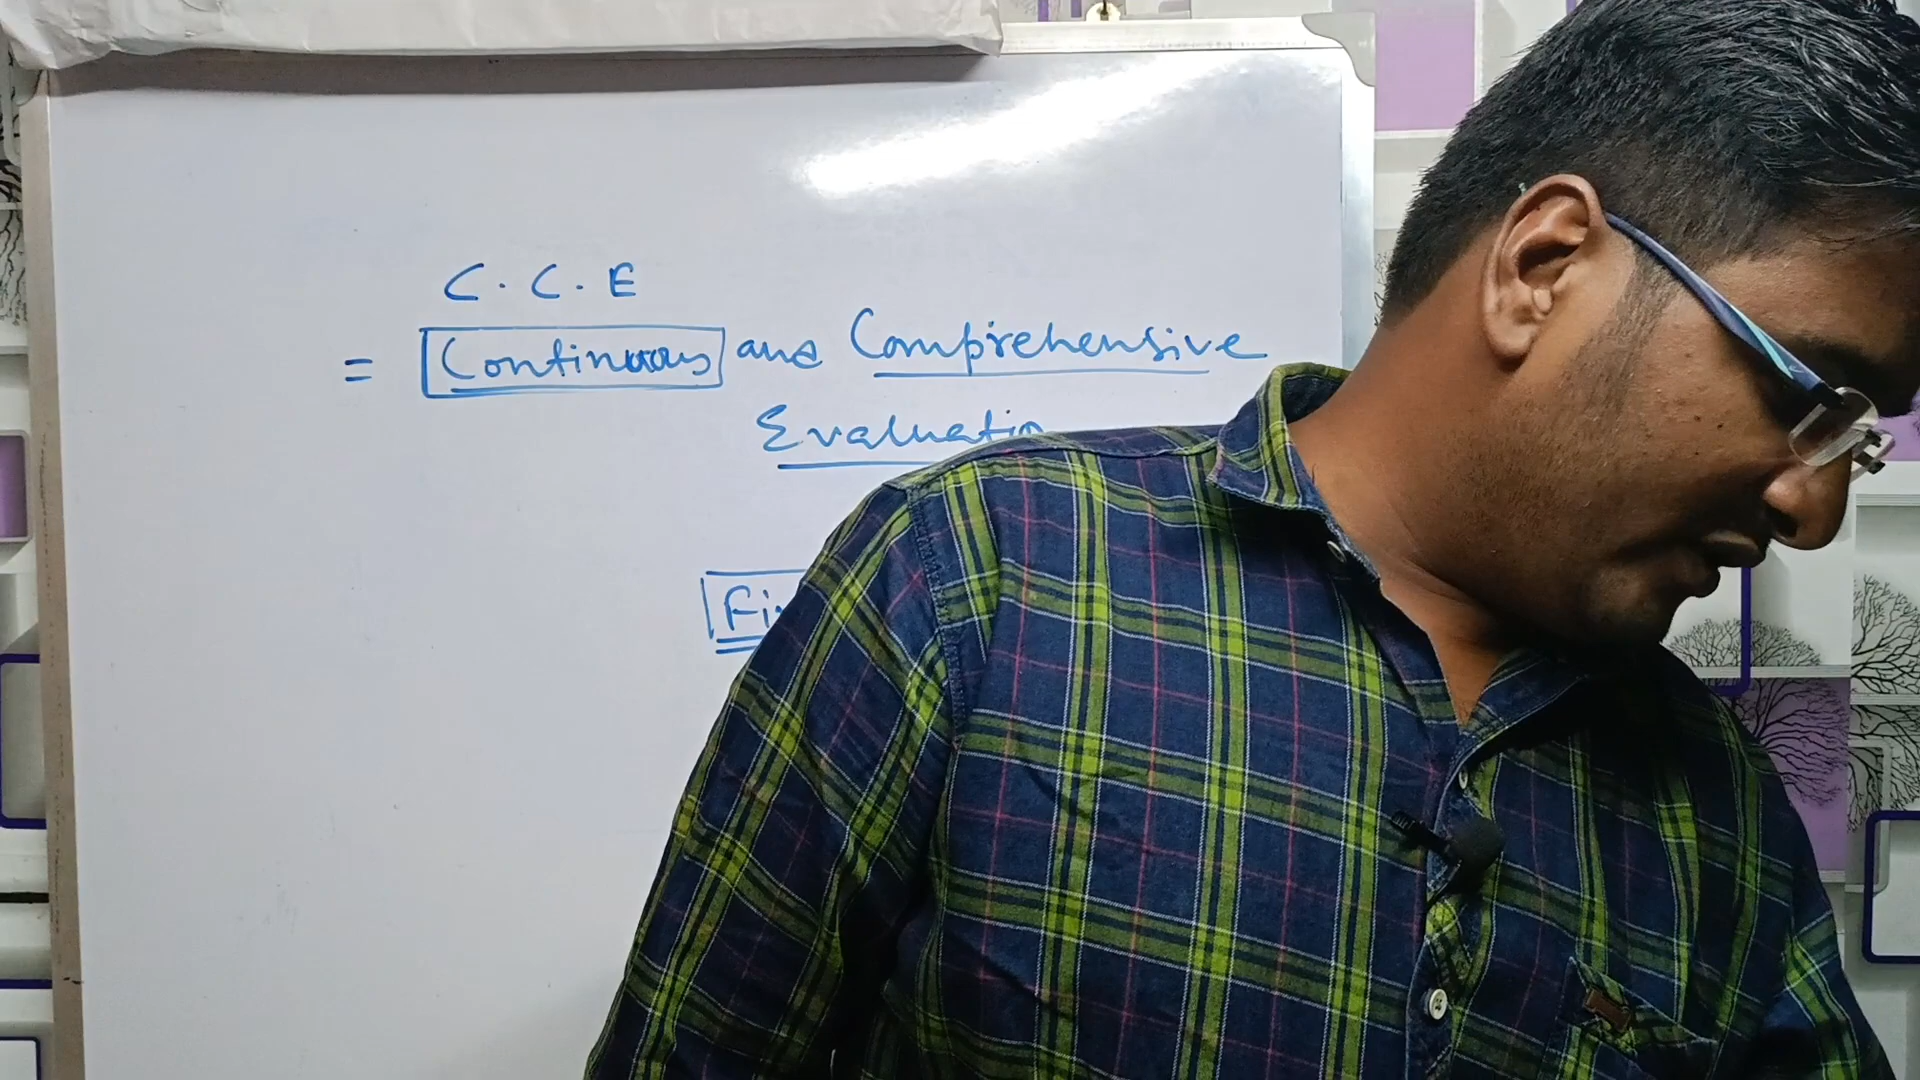 C.C.E
= Continuous and Comprehensive
Evaluatio
Fi